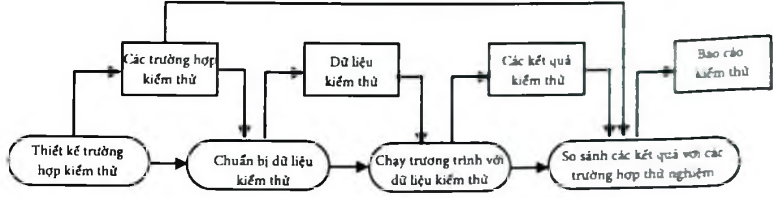 Các trường hợp
kiểm thử
Dữ liệu
kiểm thử
Các kết quả
kiểm thử
Bao cáo
kiểm thử
Thiết kế trường
hợp kiểm thử
Chuẩn bị dữ liệu
kiểm thử
Chạy trương trình với
dữ liệu kiểm thử
So sánh các kết quả với các
trường hợp thử nghiệm